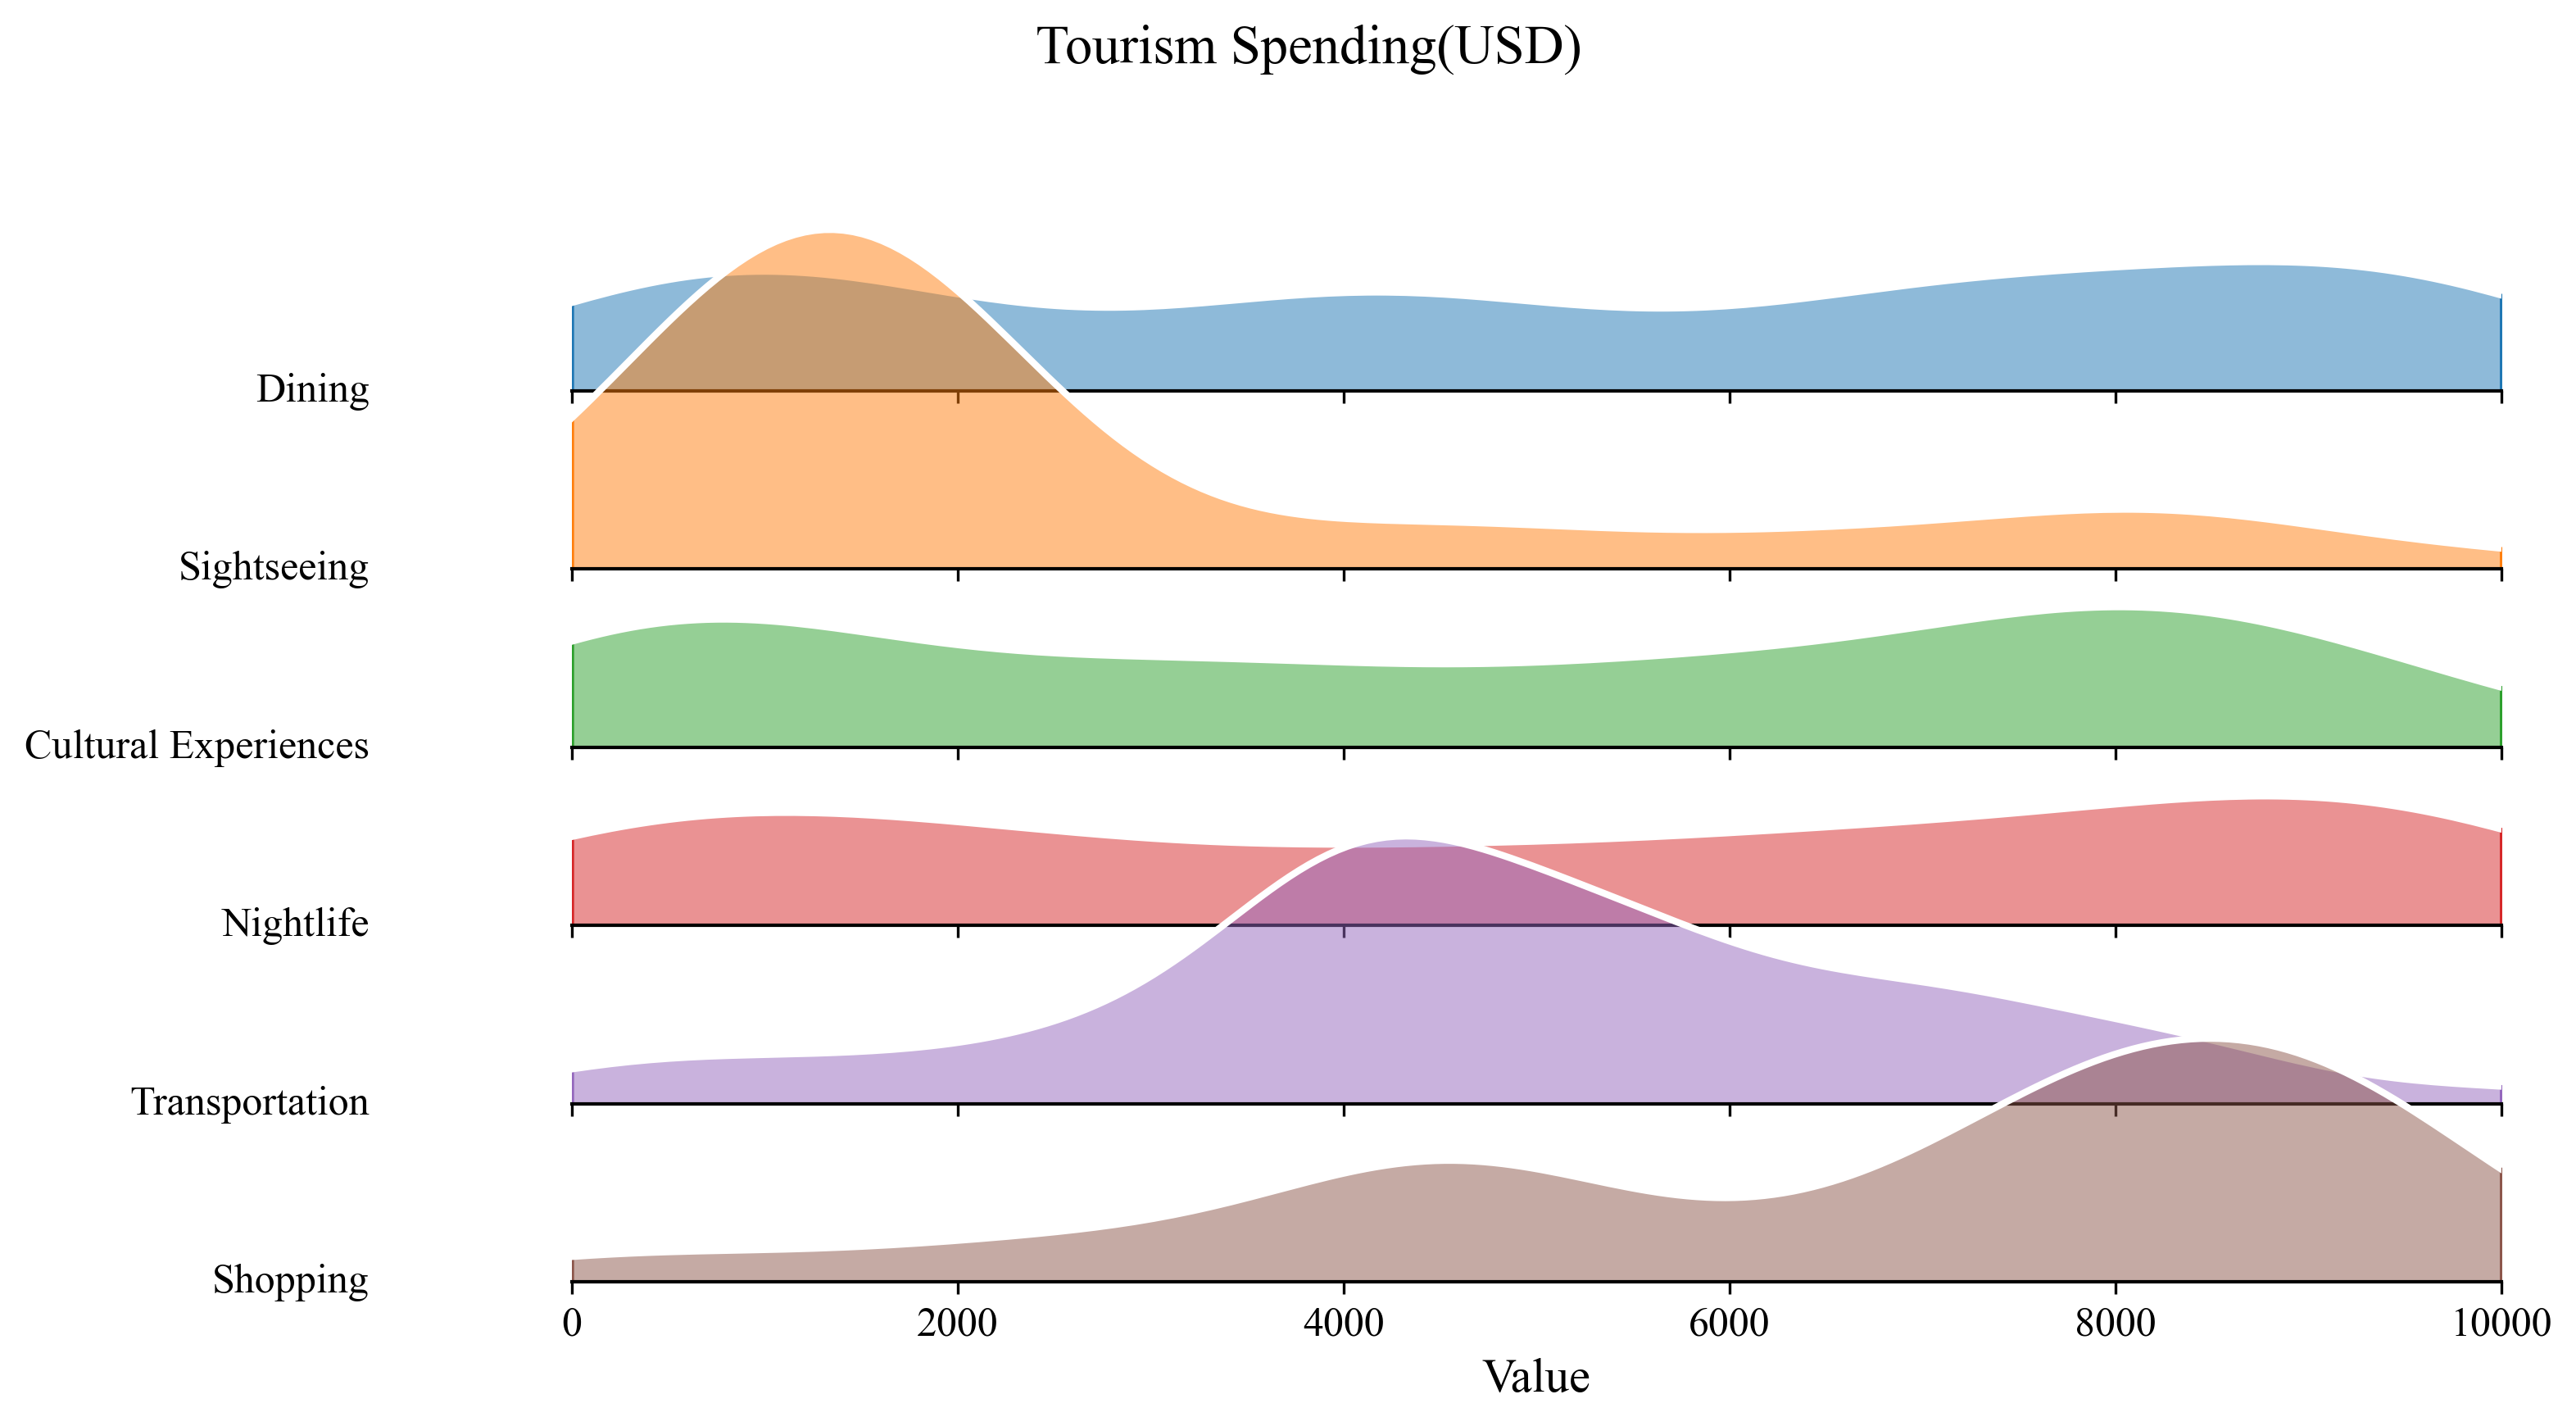 Tourism Spending(USD)
Dining
Sightseeing
Cultural Experiences
Nightlife
Transportation
Shopping
0 2000 4000 6000 8000 10000
Value